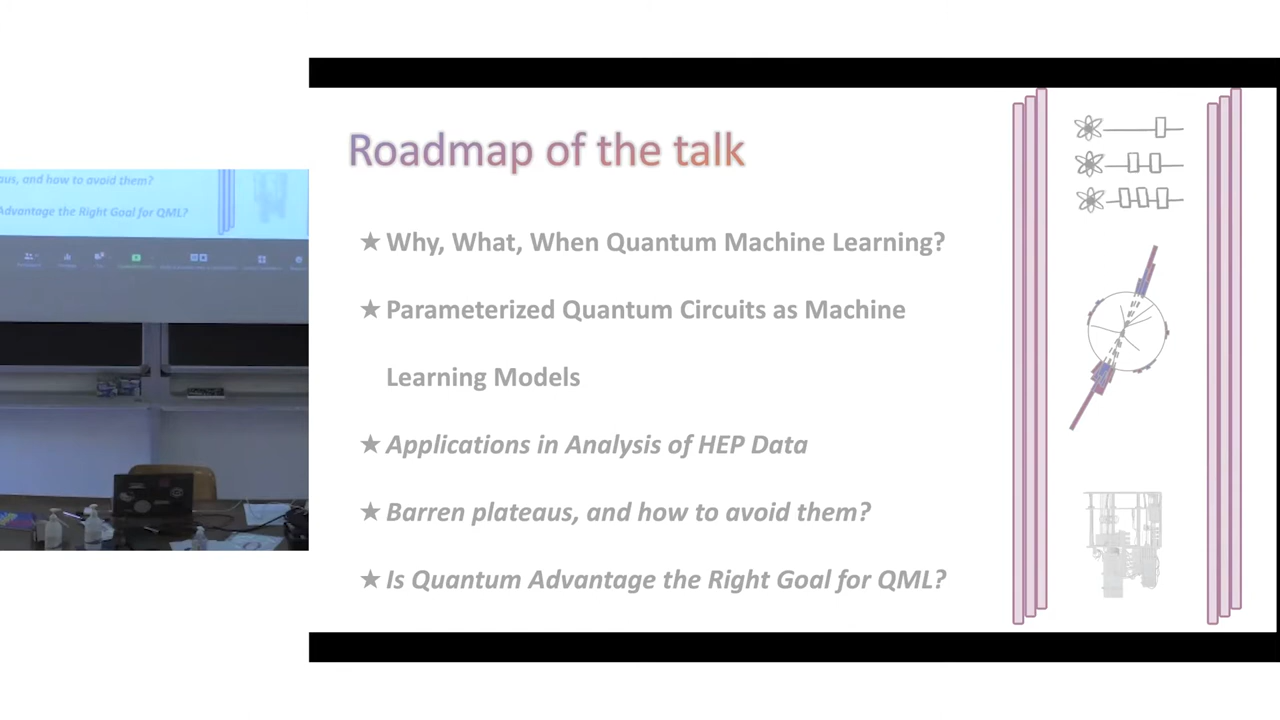 Roadmap of the talk
★ Why, What, When Quantum Machine Learning?
★ Parameterized Quantum Circuits as Machine
Learning Models
★ Applications in Analysis of HEP Data
★ Barren plateaus, and how to avoid them?
★ Is Quantum Advantage the Right Goal for QML?
aus, and how to avoid them?
Advantage the Right Goal for QML?